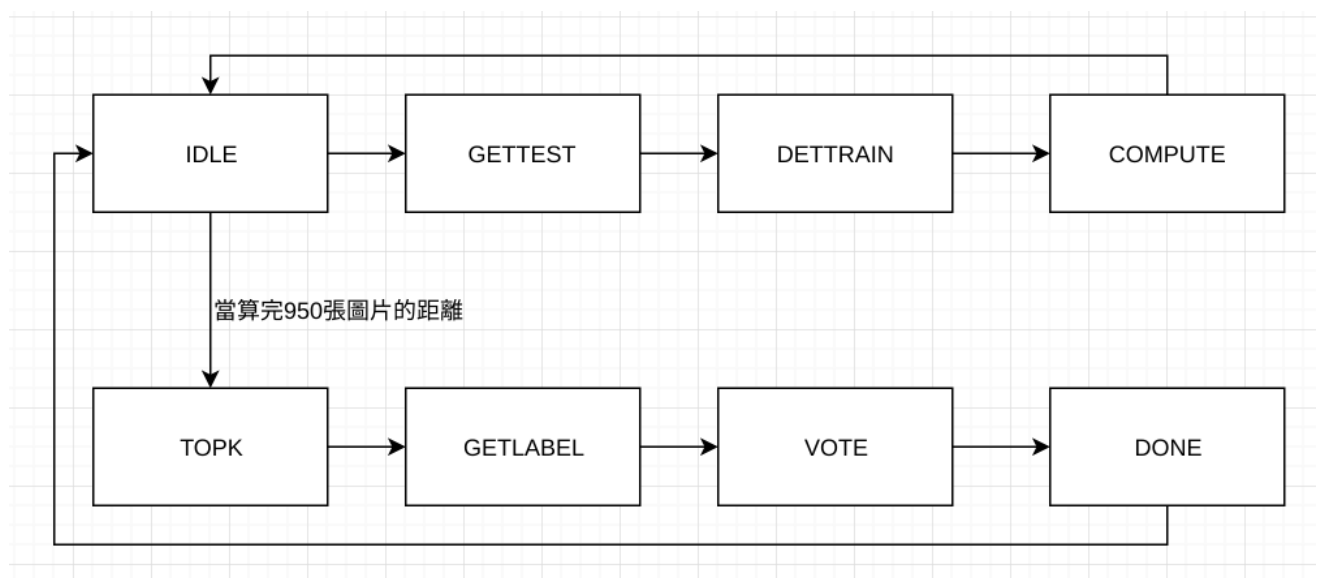 IDLE
GETTEST
DETTRAIN
COMPUTE
當算完950張圖片的距離
TOPK
GETLABEL
VOTE
DONE